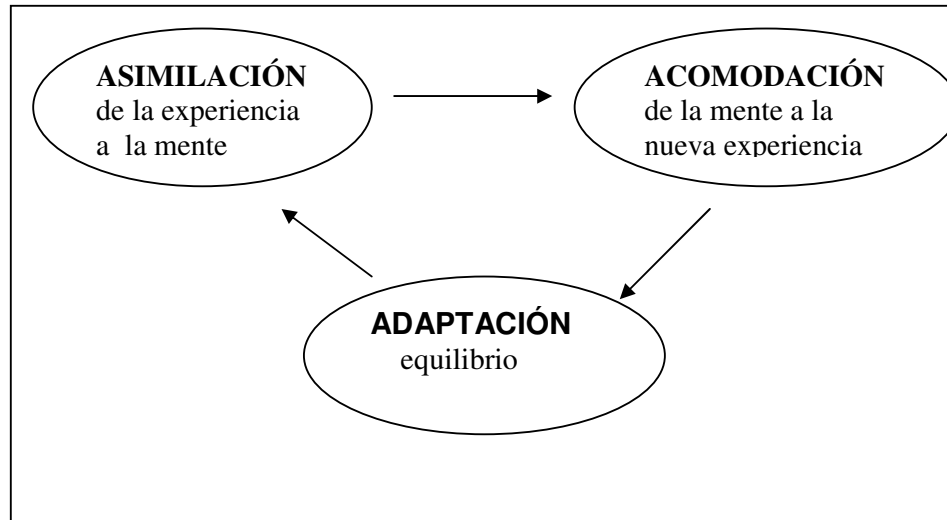 ASIMILACIÓN
de la experiencia
a la mente
ACOMODACIÓN
de la mente a la
nueva experiencia
ADAPTACIÓN
equilibrio